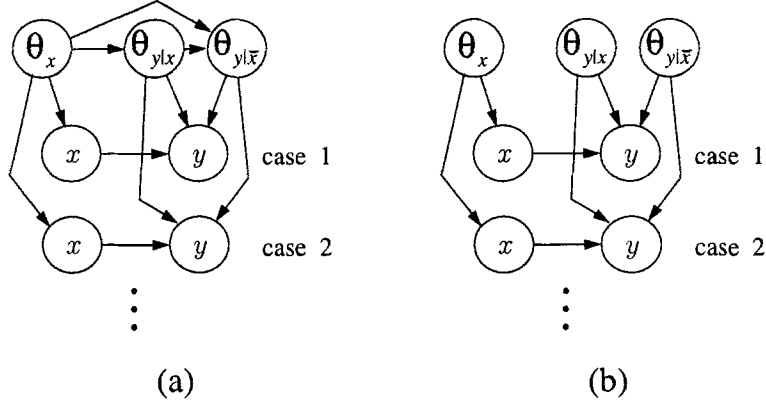 θx θy|x θy|x̄ θx θy|x θy|x̄
x y case 1 x y case 1
x y case 2 x y case 2
(a) (b)